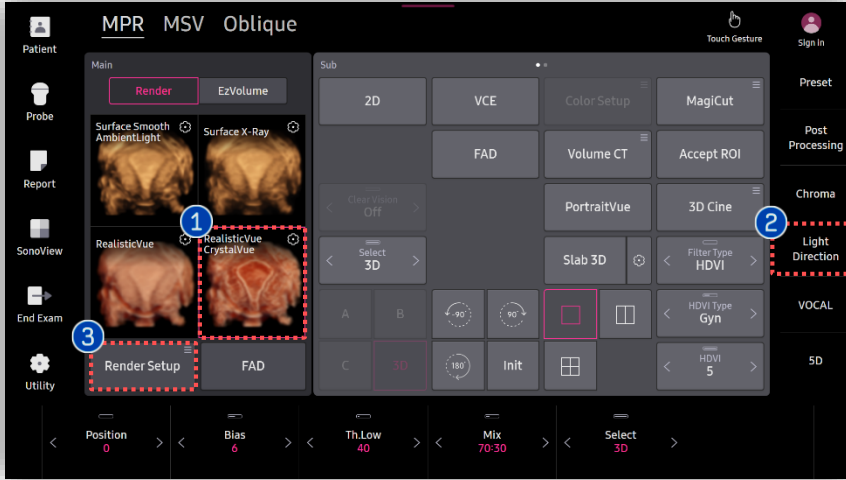 MPR MSV Oblique
Touch Gesture
Sign In
Patient
Probe
Report
SonoView
End Exam
Utility
Main
Render
EzVolume
Surface Smooth
AmbientLight
Surface X-Ray
1
RealisticVue
RealisticVue
CrystalVue
3
Render Setup
FAD
Sub
2D
VCE
Color Setup
MagiCut
FAD
Volume CT
Accept ROI
Clear Vision
Off
PortraitVue
3D Cine
Select
3D
Slab 3D
Filter Type
HDVI
A
B
-90°
90°
HDVI Type
Gyn
C
3D
180°
Init
HDVI
5
Preset
Post
Processing
Chroma
2
Light
Direction
VOCAL
5D
Position
0
Bias
6
Th.Low
40
Mix
70:30
Select
3D